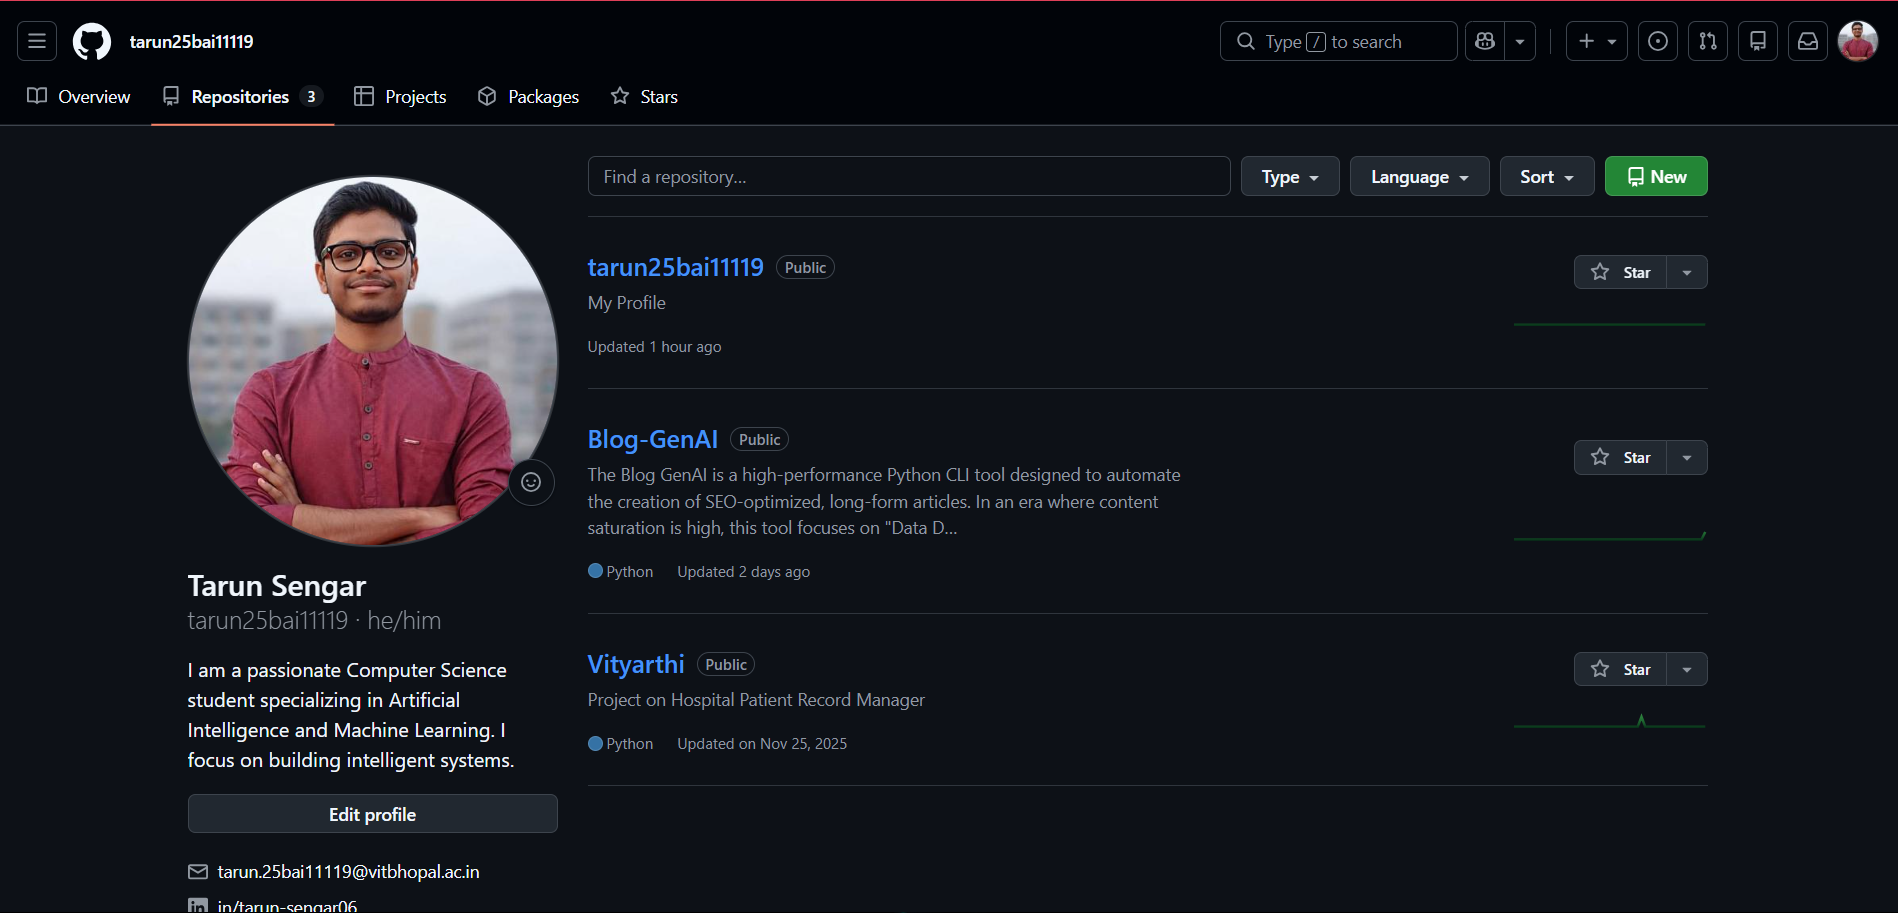 tarun25bai11119
Type / to search
Overview
Repositories 3
Projects
Packages
Stars
Find a repository...
Type
Language
Sort
New
tarun25bai11119 Public
My Profile
Updated 1 hour ago
Star
Blog-GenAI Public
The Blog GenAI is a high-performance Python CLI tool designed to automate
the creation of SEO-optimized, long-form articles. In an era where content
saturation is high, this tool focuses on "Data D...
Python Updated 2 days ago
Star
Vityarthi Public
Project on Hospital Patient Record Manager
Python Updated on Nov 25, 2025
Star
Tarun Sengar
tarun25bai11119 · he/him
I am a passionate Computer Science
student specializing in Artificial
Intelligence and Machine Learning. I
focus on building intelligent systems.
Edit profile
tarun.25bai11119@vitbhopal.ac.in
in/tarun-sengar06